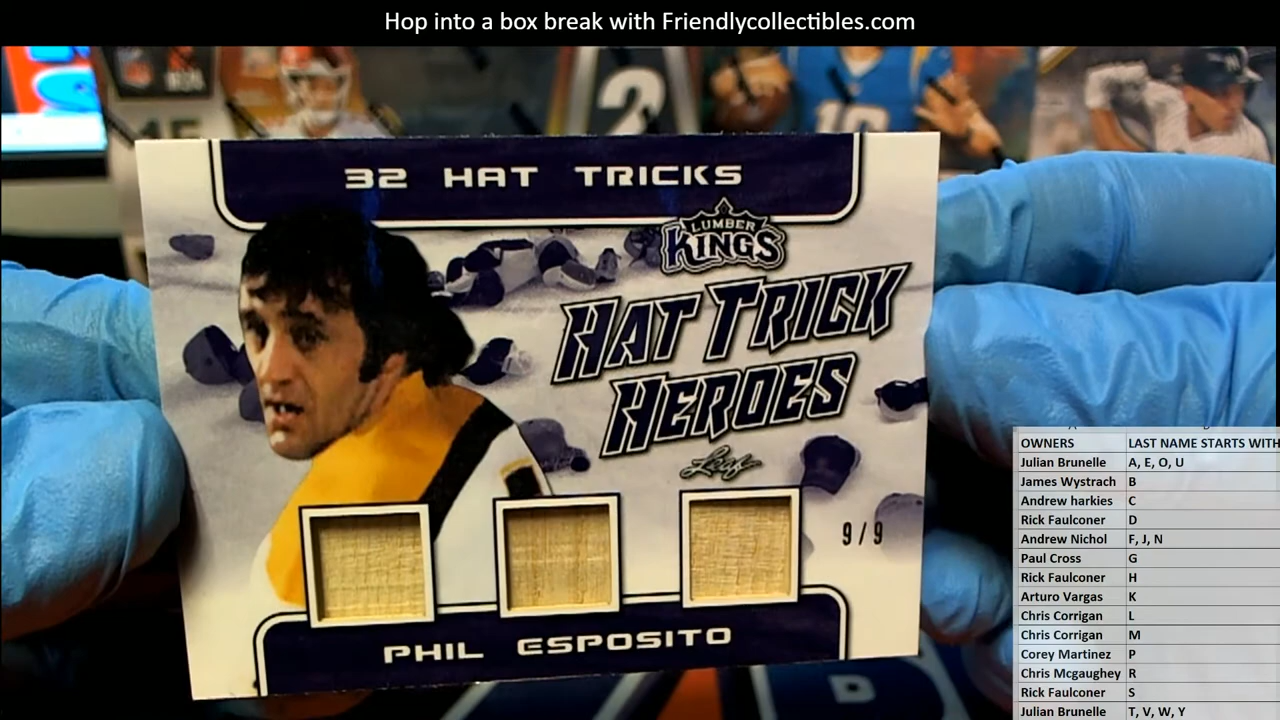 Hop into a box break with Friendlycollectibles.com
32 HAT TRICKS
LUMBER
KINGS
HAT TRICK
HEROES
Leaf
9/9
PHIL ESPOSITO
OWNERS LAST NAME STARTS WITH
Julian Brunelle A, E, O, U
James Wystrach B
Andrew harkies C
Rick Faulconer D
Andrew Nichol F, J, N
Paul Cross G
Rick Faulconer H
Arturo Vargas K
Chris Corrigan L
Chris Corrigan M
Corey Martinez P
Chris Mcgaughey R
Rick Faulconer S
Julian Brunelle T, V, W, Y
2